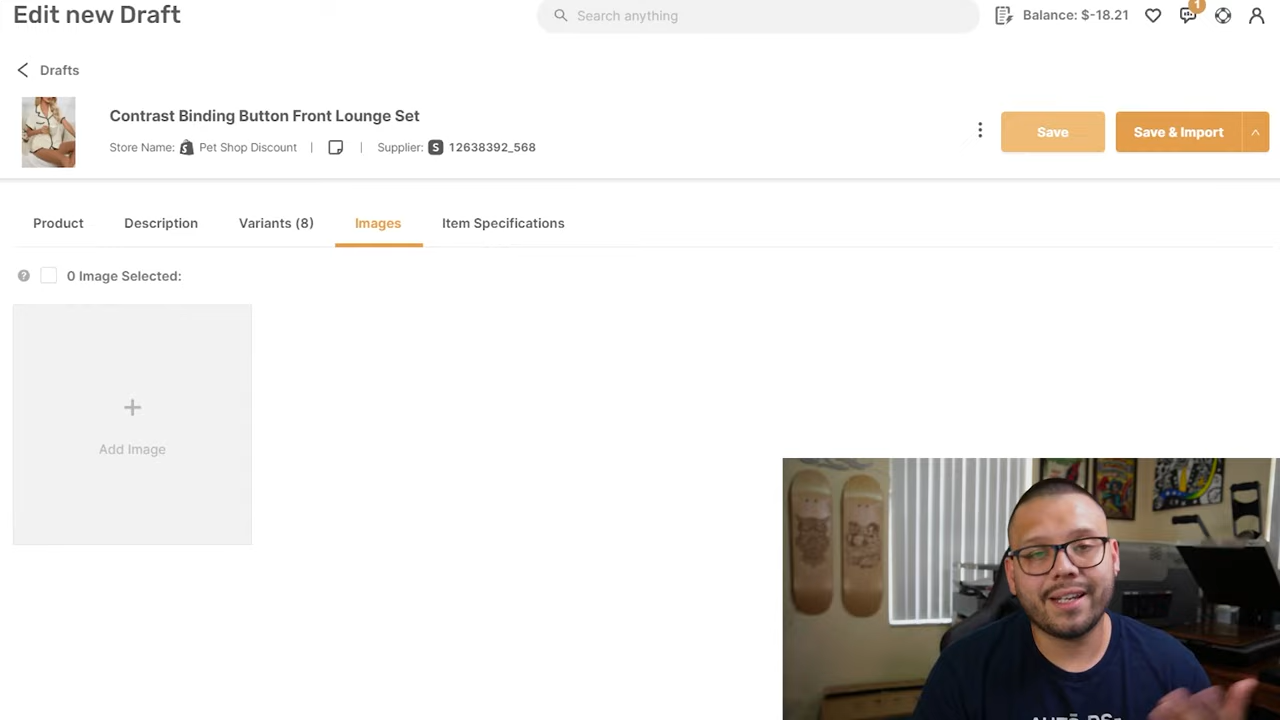 Edit new Draft
Search anything
Balance: $-18.21
1
Drafts
Contrast Binding Button Front Lounge Set
Store Name: Pet Shop Discount | | Supplier: S 12638392_568
Save
Save & Import
Product
Description
Variants (8)
Images
Item Specifications
? 0 Image Selected:
+
Add Image